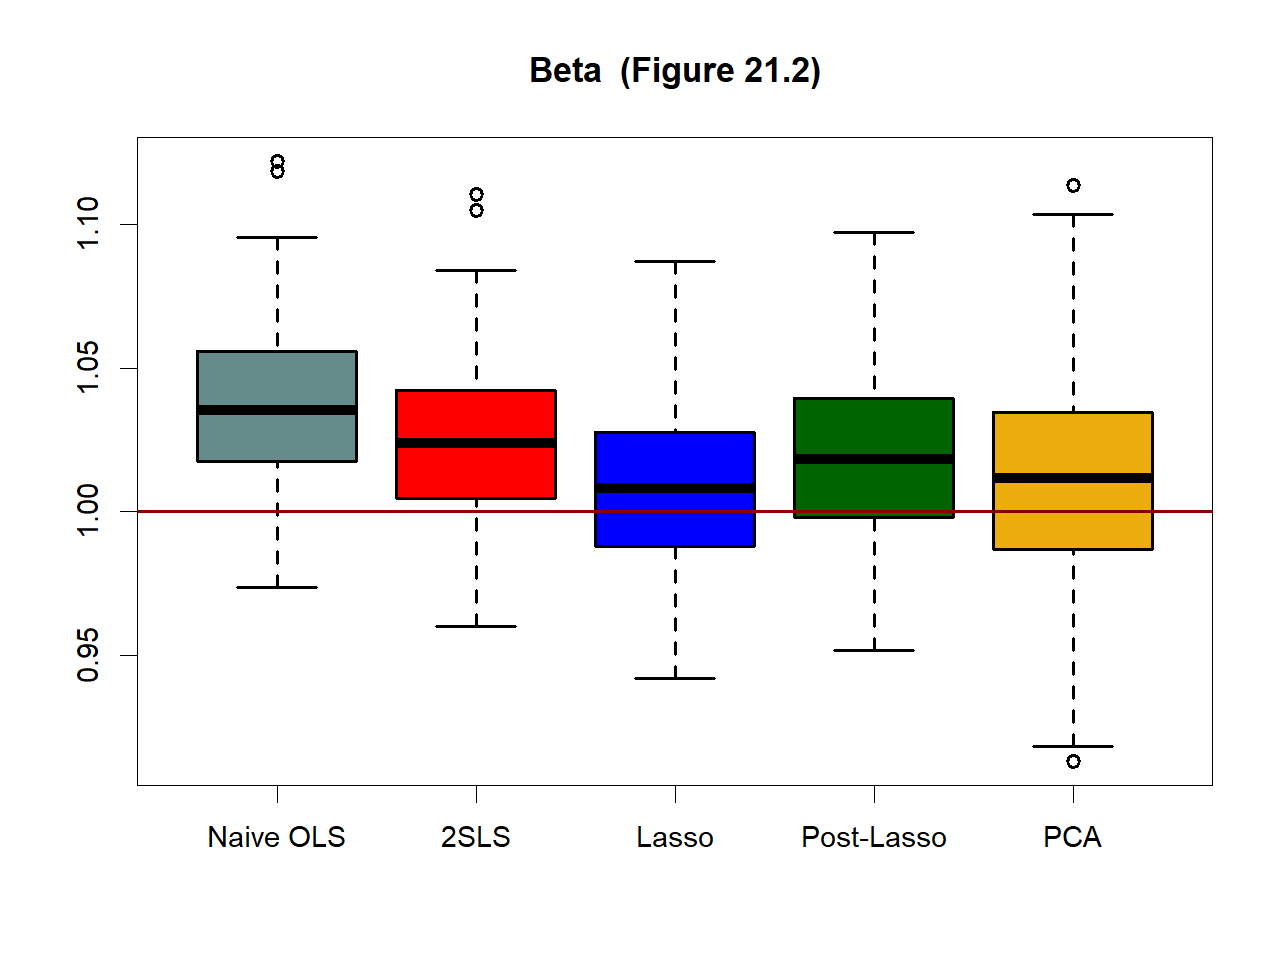 Beta  (Figure 21.2)
1.10
1.05
1.00
0.95
Naive OLS
2SLS
Lasso
Post-Lasso
PCA